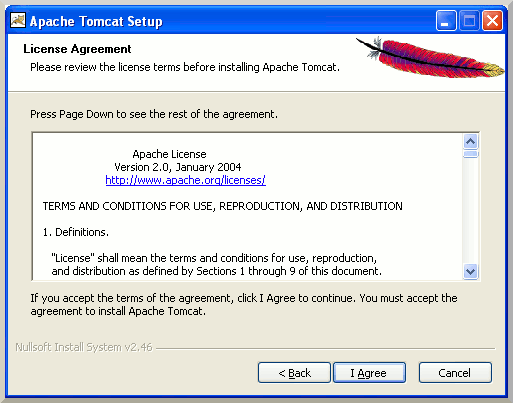 Apache Tomcat Setup
License Agreement
Please review the license terms before installing Apache Tomcat.
Press Page Down to see the rest of the agreement.
Apache License
Version 2.0, January 2004
http://www.apache.org/licenses/
TERMS AND CONDITIONS FOR USE, REPRODUCTION, AND DISTRIBUTION
1. Definitions.
"License" shall mean the terms and conditions for use, reproduction,
and distribution as defined by Sections 1 through 9 of this document.
If you accept the terms of the agreement, click I Agree to continue. You must accept the
agreement to install Apache Tomcat.
Nullsoft Install System v2.46
< Back I Agree Cancel